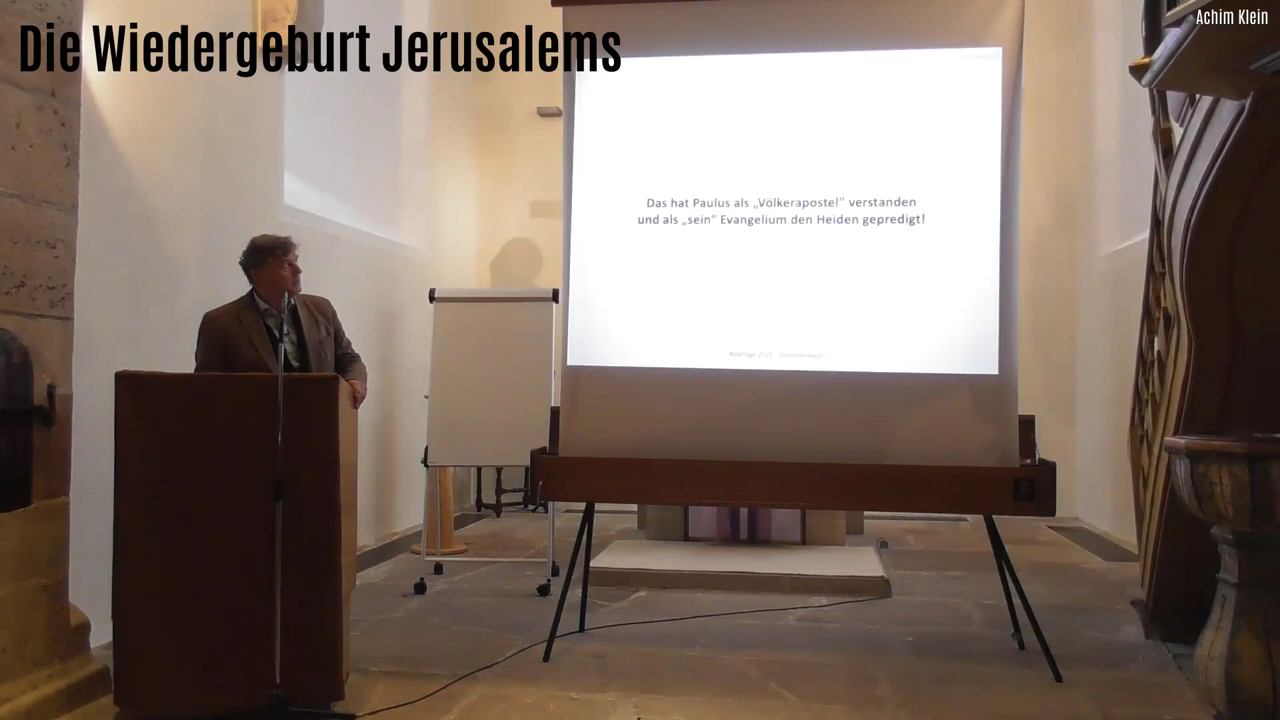 Die Wiedergeburt Jerusalems
Achim Klein
Das hat Paulus als „Völkerapostel“ verstanden
und als „sein“ Evangelium den Heiden gepredigt!